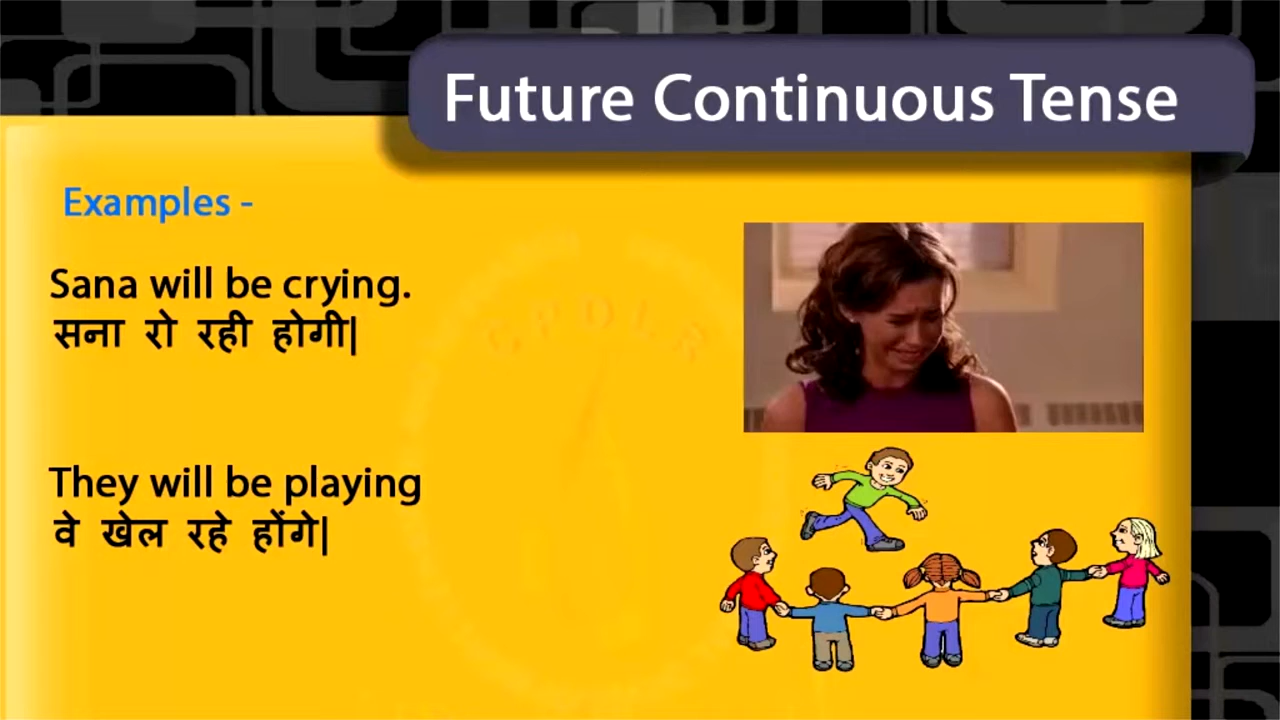 Future Continuous Tense
Examples -
Sana will be crying.
सना रो रही होगी|
They will be playing
वे खेल रहे होंगे|